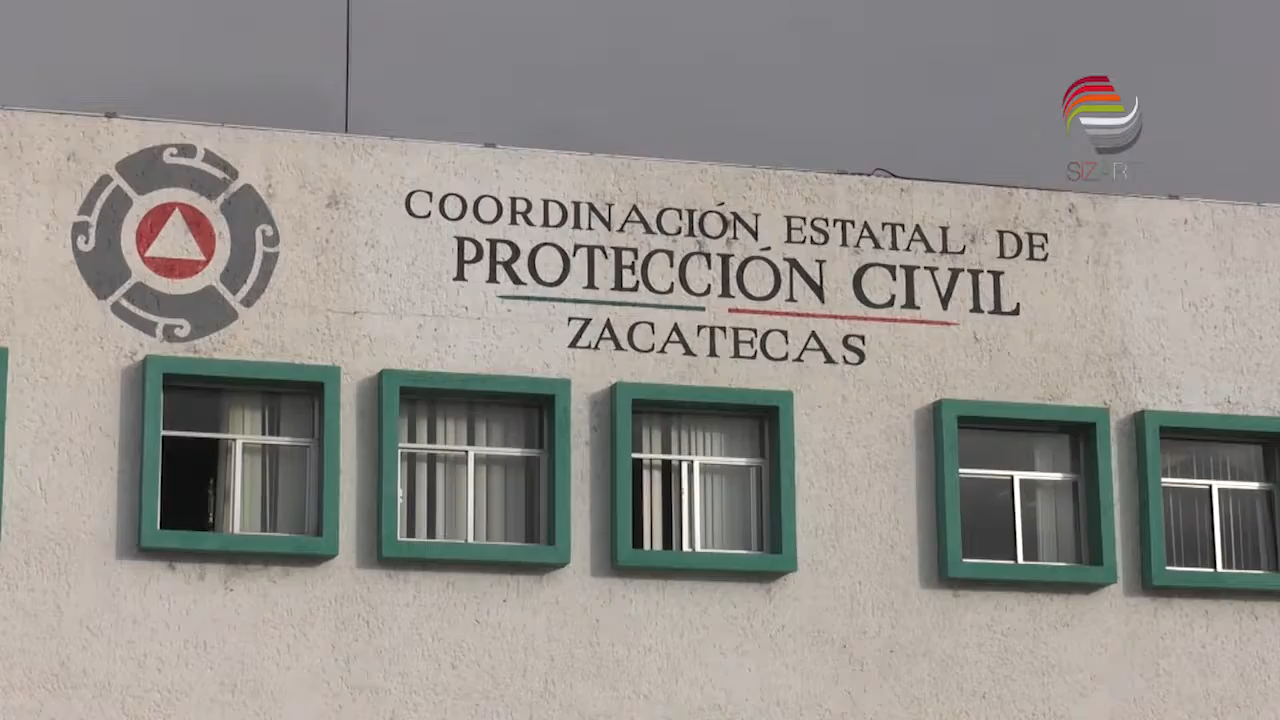 COORDINACIÓN ESTATAL DE
PROTECCIÓN CIVIL
ZACATECAS
SIZART